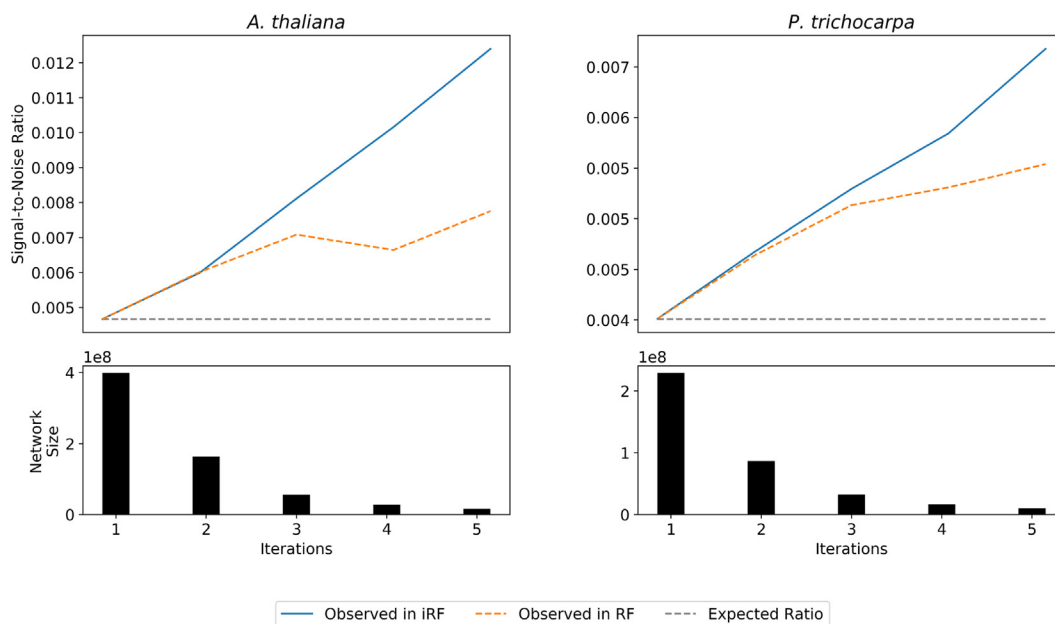 A. thaliana
P. trichocarpa
Signal-to-Noise Ratio
0.012
0.011
0.010
0.009
0.008
0.007
0.006
0.005
0.007
0.006
0.005
0.005
0.005
0.004
1e8
1e8
Network
Size
4
2
0
2
1
0
1 2 3 4 5
1 2 3 4 5
Iterations
Iterations
Observed in iRF
Observed in RF
Expected Ratio